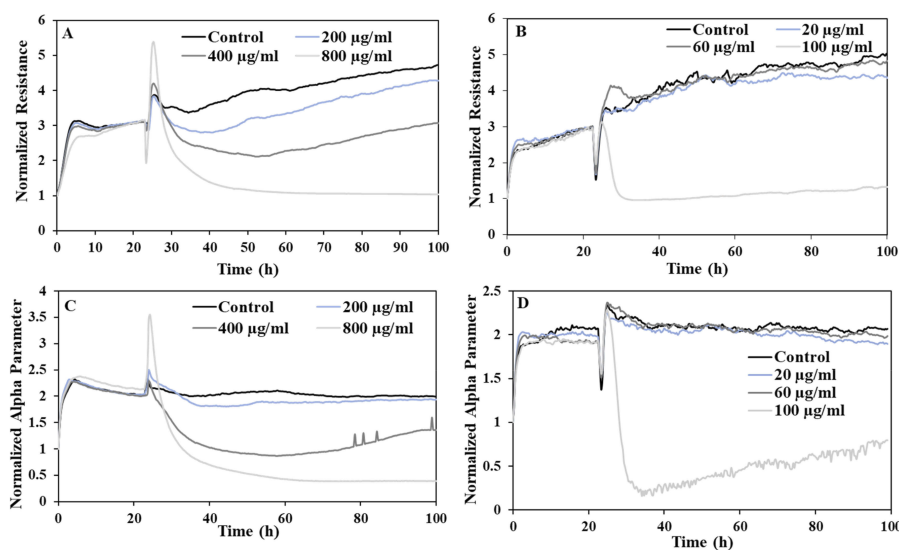 A
Control
200 µg/ml
400 µg/ml
800 µg/ml
Normalized Resistance
6
5
4
3
2
1
0
0 10 20 30 40 50 60 70 80 90 100
Time (h)
B
Control
20 µg/ml
60 µg/ml
100 µg/ml
Normalized Resistance
6
5
4
3
2
1
0
0 20 40 60 80 100
Time (h)
C
Control
200 µg/ml
400 µg/ml
800 µg/ml
Normalized Alpha Parameter
4
3.5
3
2.5
2
1.5
1
0.5
0
0 20 40 60 80 100
Time (h)
D
Control
20 µg/ml
60 µg/ml
100 µg/ml
Normalized Alpha Parameter
2.5
2
1.5
1
0.5
0
0 20 40 60 80 100
Time (h)